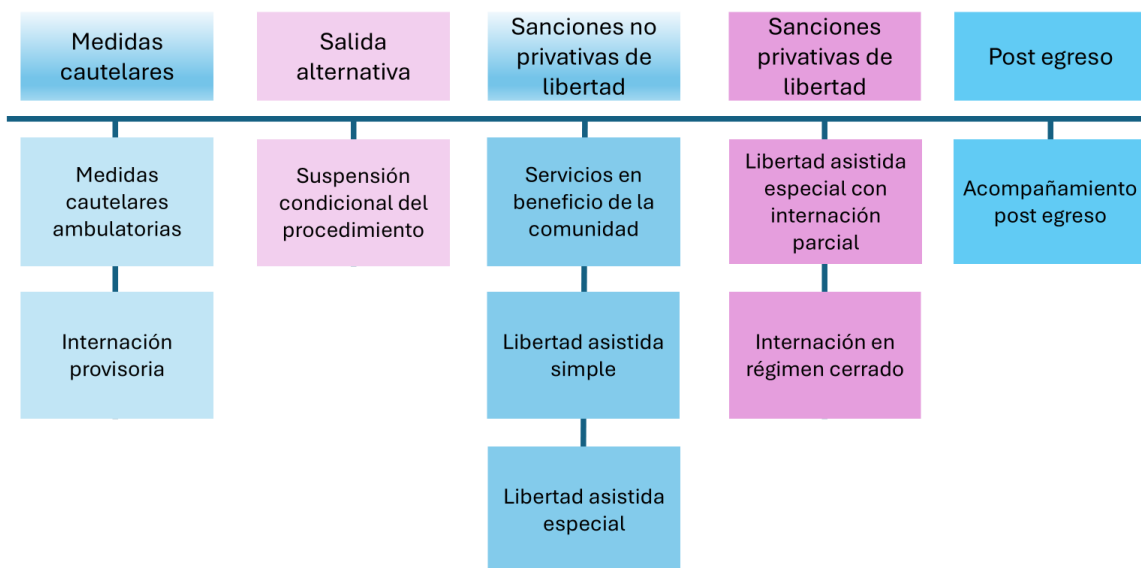 Medidas
cautelares
Salida
alternativa
Sanciones no
privativas de
libertad
Sanciones
privativas de
libertad
Post egreso
Medidas
cautelares
ambulatorias
Suspensión
condicional del
procedimiento
Servicios en
beneficio de la
comunidad
Libertad asistida
especial con
internación
parcial
Acompañamiento
post egreso
Internación
provisoria
Libertad asistida
simple
Internación en
régimen cerrado
Libertad asistida
especial